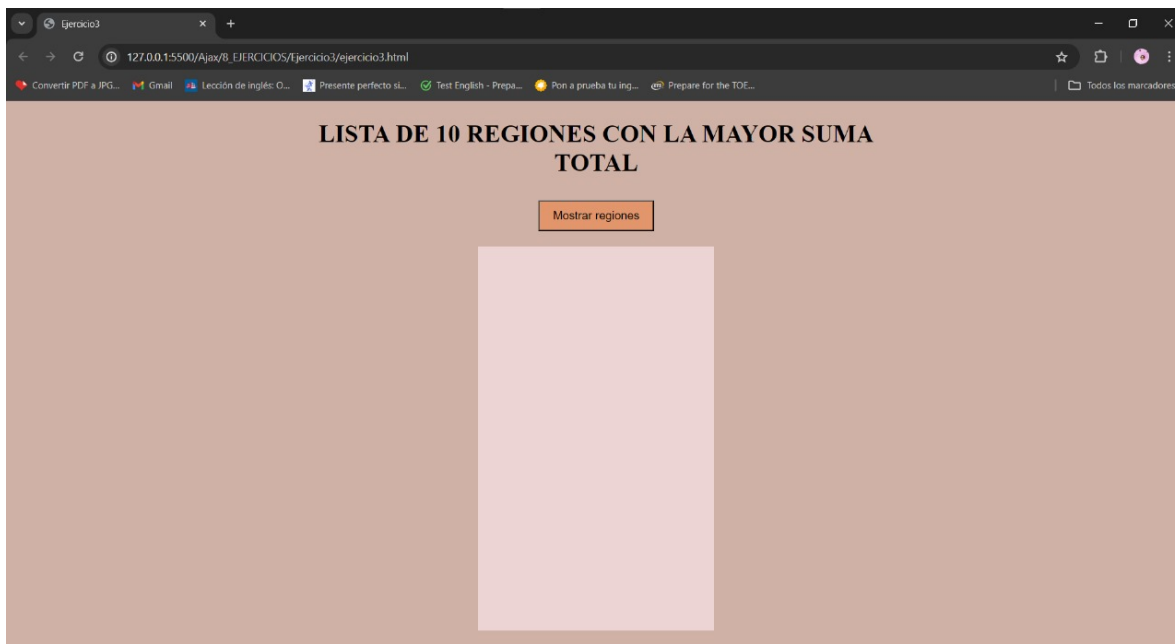 Ejercicio3
127.0.0.1:5500/Ajax/8_EJERCICIOS/Ejercicio3/ejercicio3.html
Convertir PDF a JPG... Gmail Lección de inglés: O... Presente perfecto si... Test English - Prepa... Pon a prueba tu ing... Prepare for the TOE... Todos los marcadores
LISTA DE 10 REGIONES CON LA MAYOR SUMA
TOTAL
Mostrar regiones